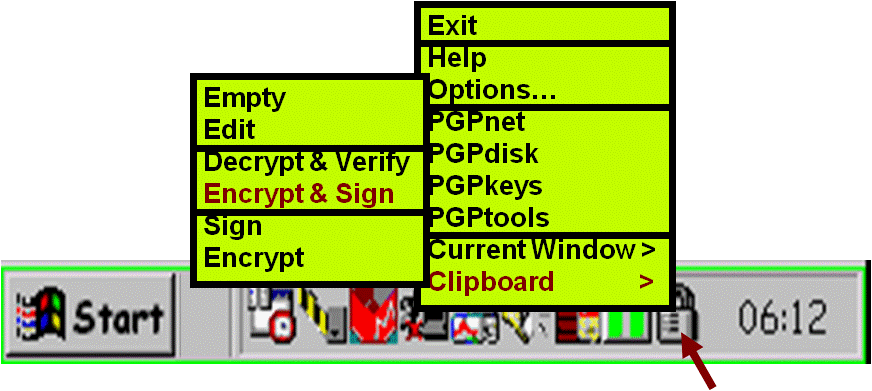 Exit
Help
Options...
PGPnet
PGPdisk
PGPkeys
PGPtools
Current Window >
Clipboard >
Empty
Edit
Decrypt & Verify
Encrypt & Sign
Sign
Encrypt
Start
06:12